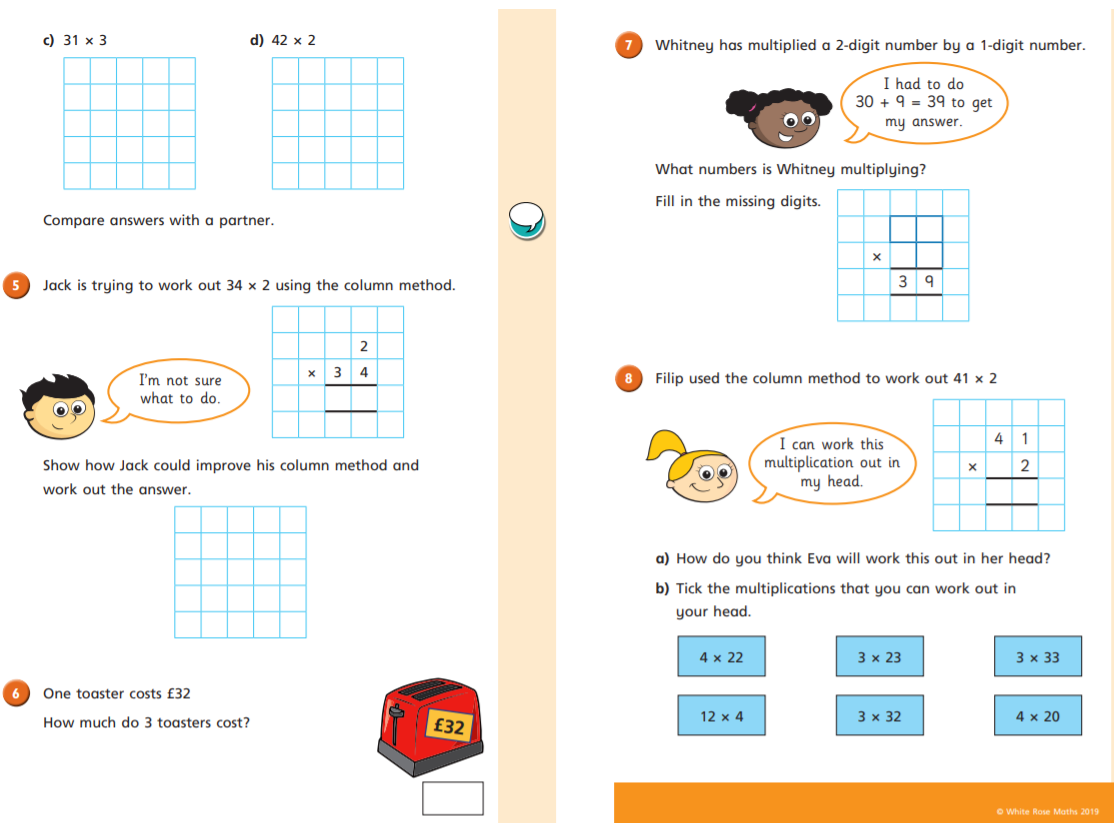 c) 31 × 3
d) 42 × 2
Compare answers with a partner.
5 Jack is trying to work out 34 × 2 using the column method.
I'm not sure
what to do.
2
× 3 4
Show how Jack could improve his column method and
work out the answer.
6 One toaster costs £32
How much do 3 toasters cost?
£32
7 Whitney has multiplied a 2-digit number by a 1-digit number.
I had to do
30 + 9 = 39 to get
my answer.
What numbers is Whitney multiplying?
Fill in the missing digits.
×
3 9
8 Filip used the column method to work out 41 × 2
I can work this
multiplication out in
my head.
4 1
× 2
a) How do you think Eva will work this out in her head?
b) Tick the multiplications that you can work out in
your head.
4 × 22
3 × 23
3 × 33
12 × 4
3 × 32
4 × 20
© White Rose Maths 2019